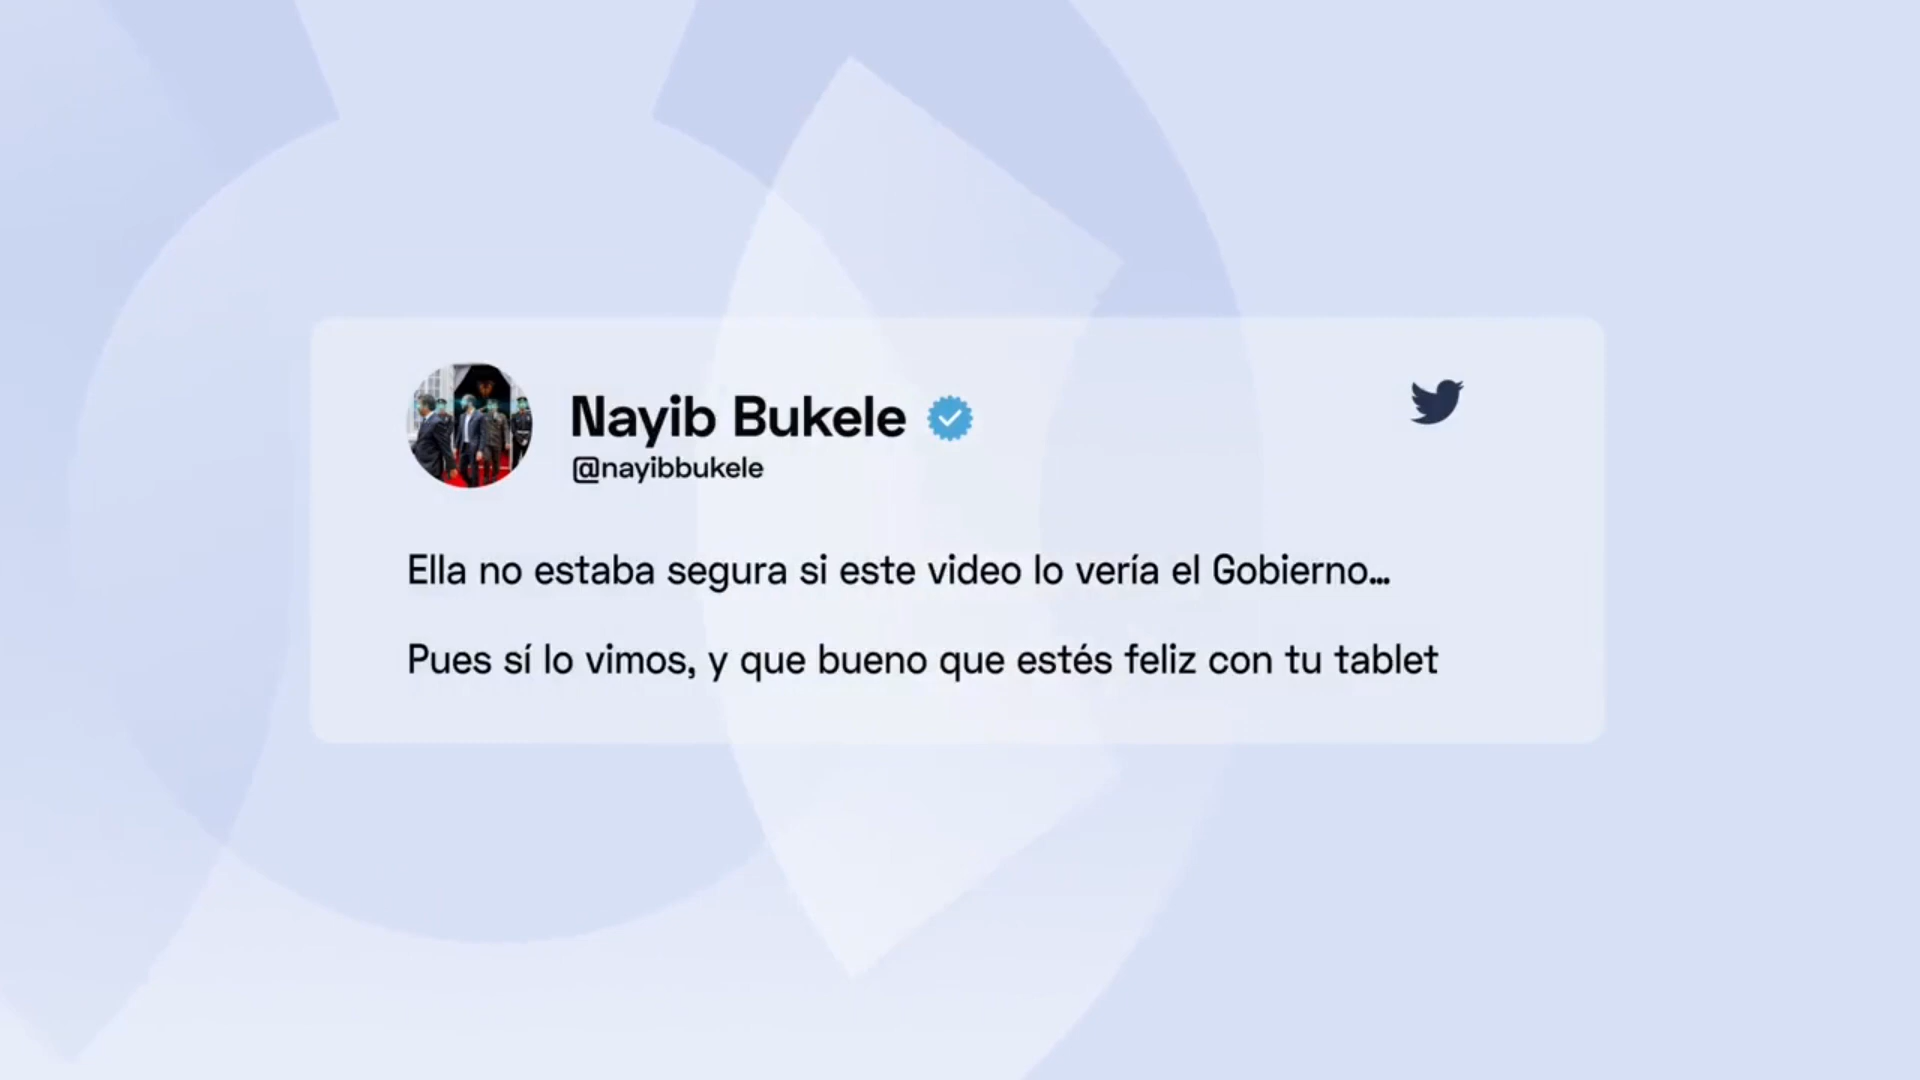 Nayib Bukele
@nayibbukele
Ella no estaba segura si este video lo vería el Gobierno...
Pues sí lo vimos, y que bueno que estés feliz con tu tablet